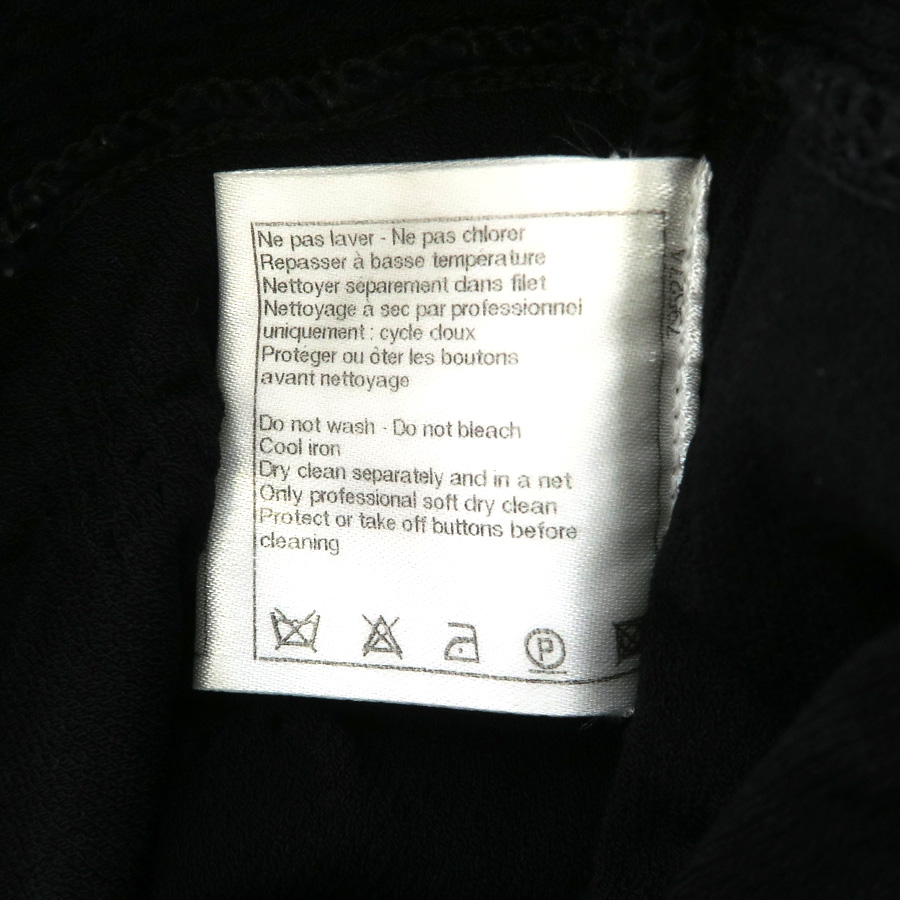 Ne pas laver - Ne pas chlorer
Repasser à basse température
Nettoyer séparement dans filet
Nettoyage à sec par professionnel
uniquement : cycle doux
Protéger ou ôter les boutons
avant nettoyage
Do not wash - Do not bleach
Cool iron
Dry clean separately and in a net
Only professional soft dry clean
Protect or take off buttons before
cleaning
P